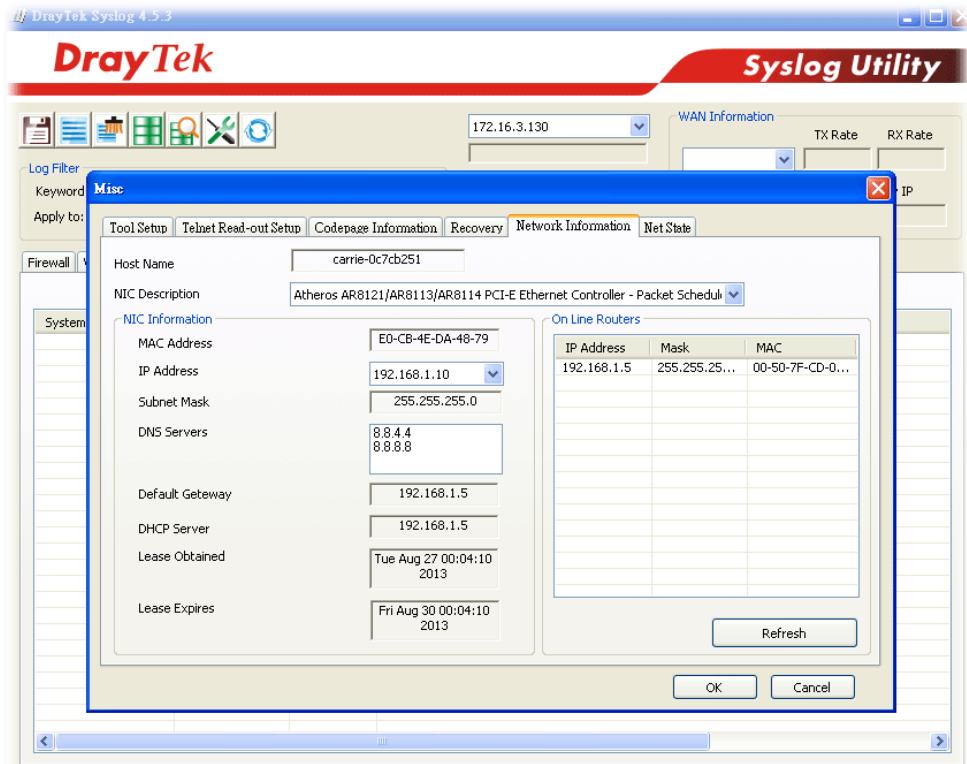 DrayTek Syslog 4.5.3
DrayTek
Syslog Utility
172.16.3.130
WAN Information
TX Rate
RX Rate
Log Filter
Keyword
IP
Apply to:
Misc
Tool Setup
Telnet Read-out Setup
Codepage Information
Recovery
Network Information
Net State
Firewall
System
Host Name
carrie-0c7cb251
NIC Description
Atheros AR8121/AR8113/AR8114 PCI-E Ethernet Controller - Packet Schedul
NIC Information
MAC Address
E0-CB-4E-DA-48-79
IP Address
192.168.1.10
Subnet Mask
255.255.255.0
DNS Servers
8.8.4.4
8.8.8.8
Default Geteway
192.168.1.5
DHCP Server
192.168.1.5
Lease Obtained
Tue Aug 27 00:04:10
2013
Lease Expires
Fri Aug 30 00:04:10
2013
On Line Routers
IP Address Mask MAC
192.168.1.5 255.255.25... 00-50-7F-CD-0...
Refresh
OK
Cancel